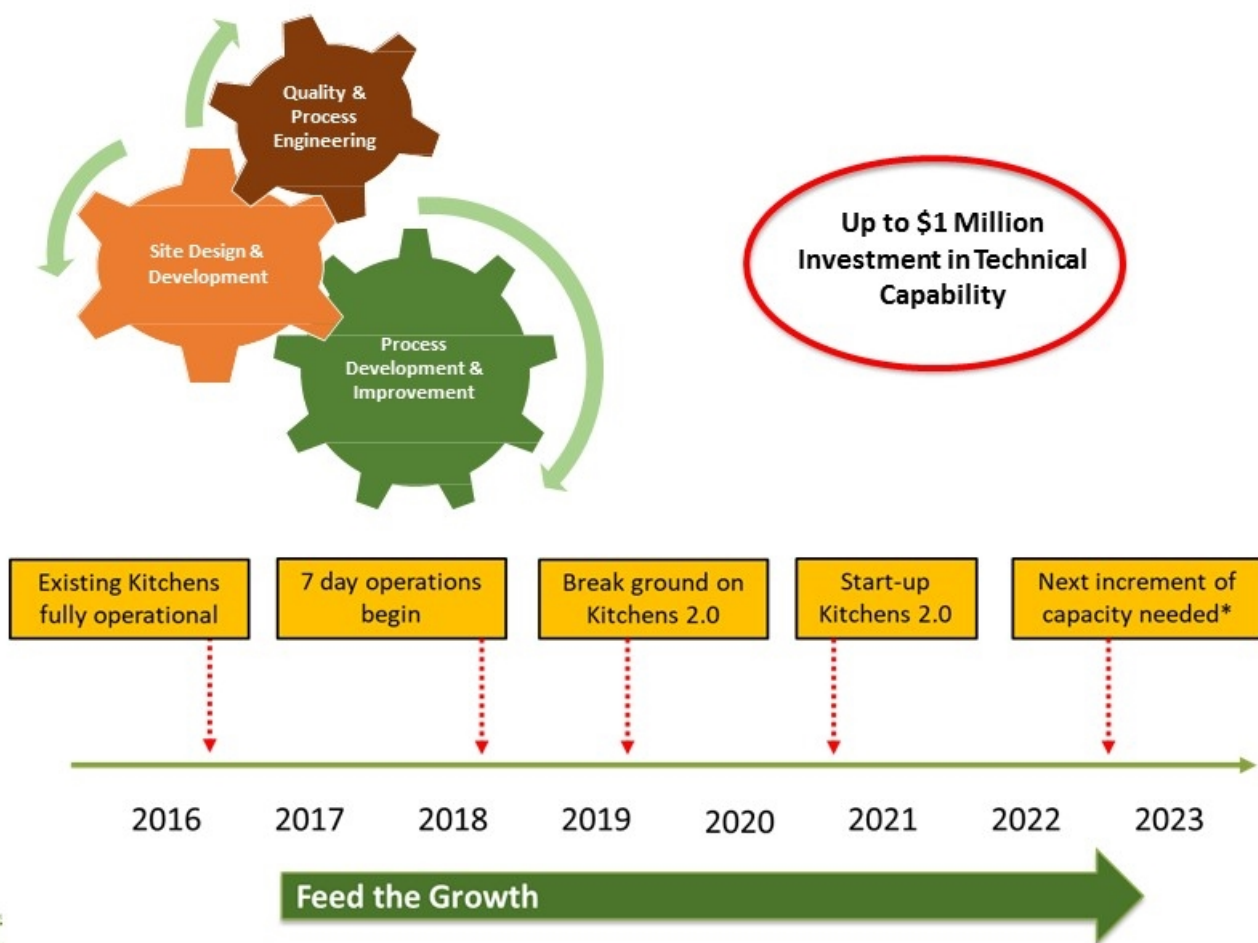 Quality &
Process
Engineering
Site Design &
Development
Process
Development &
Improvement
Up to $1 Million
Investment in Technical
Capability
Existing Kitchens
fully operational
7 day operations
begin
Break ground on
Kitchens 2.0
Start-up
Kitchens 2.0
Next increment of
capacity needed*
2016 2017 2018 2019 2020 2021 2022 2023
Feed the Growth